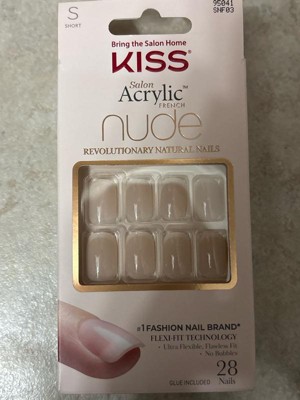 S
SHORT
95041
SNF03
Bring the Salon Home
KISS
Salon
Acrylic™
FRENCH
nude
REVOLUTIONARY NATURAL NAILS
#1 FASHION NAIL BRAND*
FLEXI-FIT TECHNOLOGY
• Ultra Flexible, Flawless Fit
• No Bubbles
GLUE INCLUDED
28
Nails